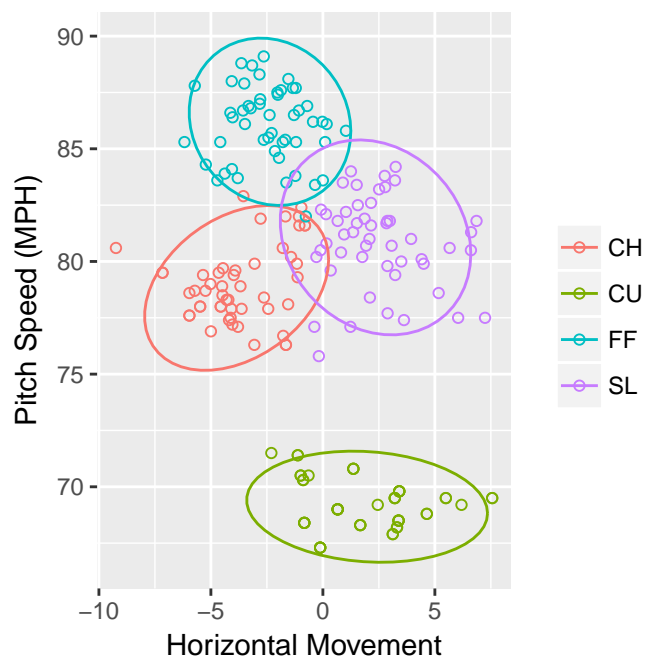 Pitch Speed (MPH)
90
85
80
75
70
−10
−5
0
5
Horizontal Movement
CH
CU
FF
SL